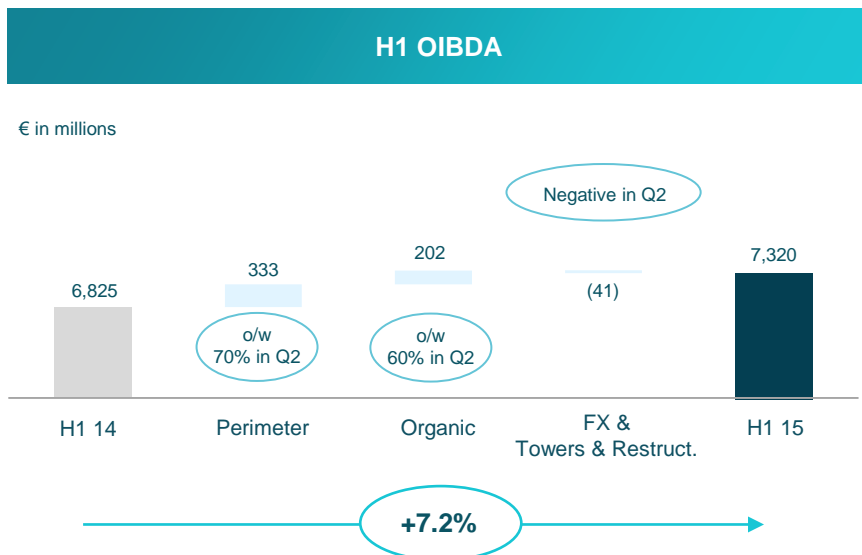 H1 OIBDA
€ in millions
Negative in Q2
6,825
333
202
(41)
7,320
o/w
70% in Q2
o/w
60% in Q2
H1 14
Perimeter
Organic
FX &
Towers & Restruct.
H1 15
+7.2%